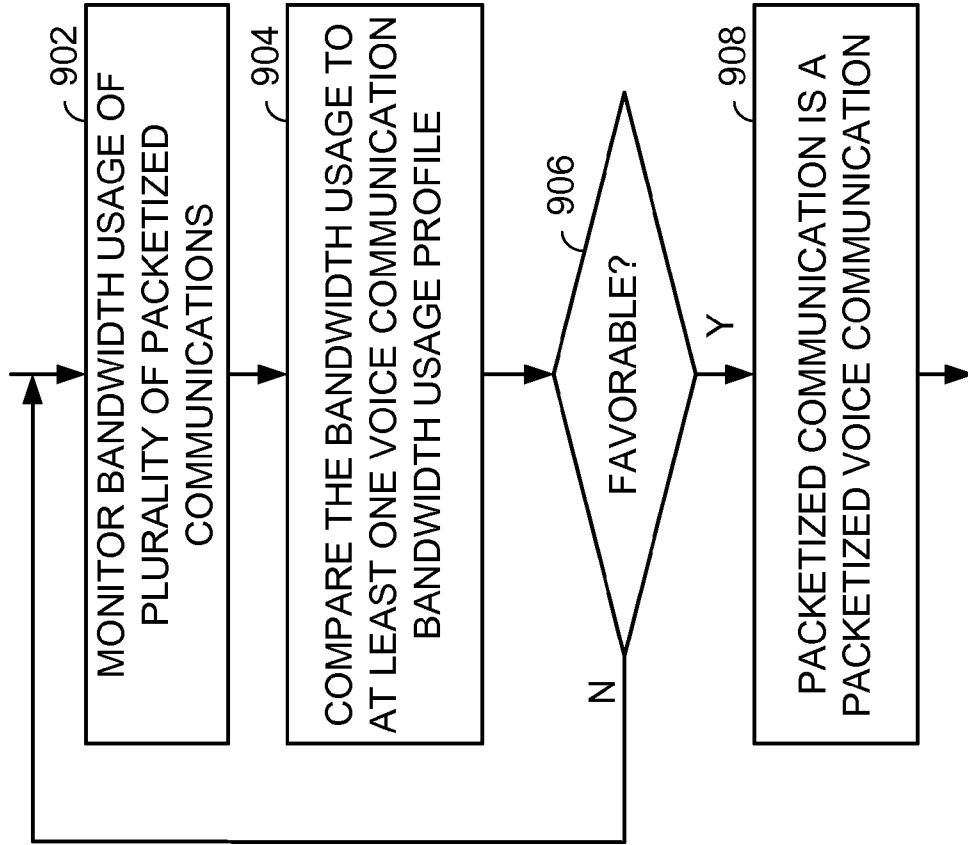 902
MONITOR BANDWIDTH USAGE OF
PLURALITY OF PACKETIZED
COMMUNICATIONS
904
COMPARE THE BANDWIDTH USAGE TO
AT LEAST ONE VOICE COMMUNICATION
BANDWIDTH USAGE PROFILE
906
FAVORABLE?
N
Y
908
PACKETIZED COMMUNICATION IS A
PACKETIZED VOICE COMMUNICATION